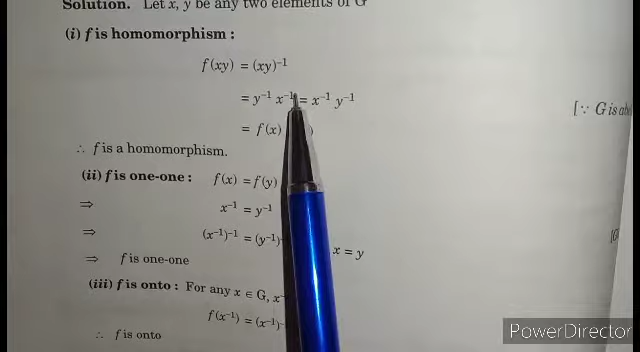 Solution. Let x, y be any two elements of G
(i) f is homomorphism :
f(xy) = (xy)⁻¹
= y⁻¹ x⁻¹ = x⁻¹ y⁻¹
[∵ G is
= f(x) )
∴ f is a homomorphism.
(ii) f is one-one : f(x) = f(y)
⇒ x⁻¹ = y⁻¹
⇒ (x⁻¹)⁻¹ = (y⁻¹) x = y
⇒ f is one-one
(iii) f is onto : For any x ∈ G, x
f(x⁻¹) = (x⁻¹)
∴ f is onto
PowerDirector